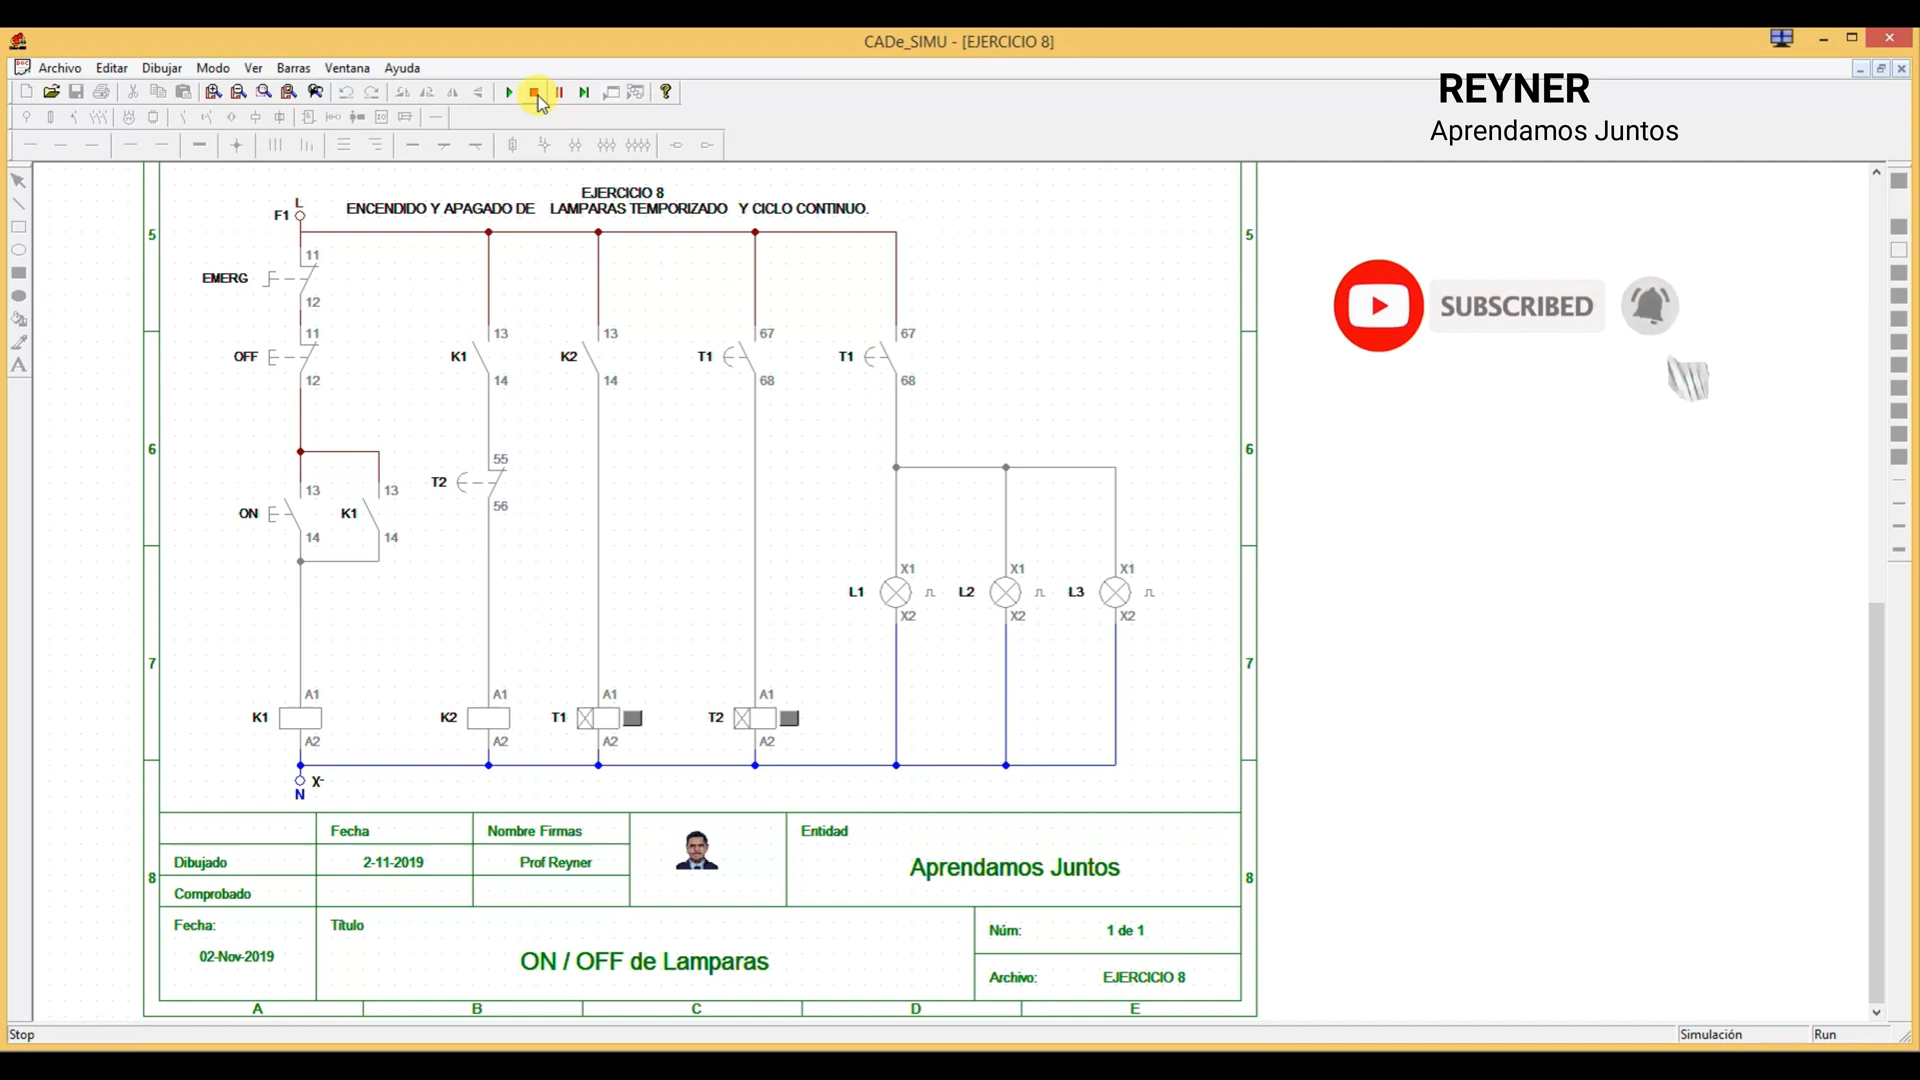 CADe_SIMU - [EJERCICIO 8]
Archivo Editar Dibujar Modo Ver Barras Ventana Ayuda
REYNER
Aprendamos Juntos
SUBSCRIBED
EJERCICIO 8
ENCENDIDO Y APAGADO DE LAMPARAS TEMPORIZADO Y CICLO CONTINUO.
L
F1
5 5
11
EMERG
12
11 13 13 67 67
OFF K1 K2 T1 T1
12 14 14 68 68
6 6
55
T2
56
13 13
ON K1
14 14
X1 X1 X1
L1 L2 L3
X2 X2 X2
7 7
A1 A1 A1 A1
K1 K2 T1 T2
A2 A2 A2 A2
X-
N
Fecha Nombre Firmas Entidad
Dibujado 2-11-2019 Prof Reyner Aprendamos Juntos
8 8
Comprobado
Fecha: Título Núm: 1 de 1
02-Nov-2019 ON / OFF de Lamparas
Archivo: EJERCICIO 8
A B C D E
Stop Simulación Run